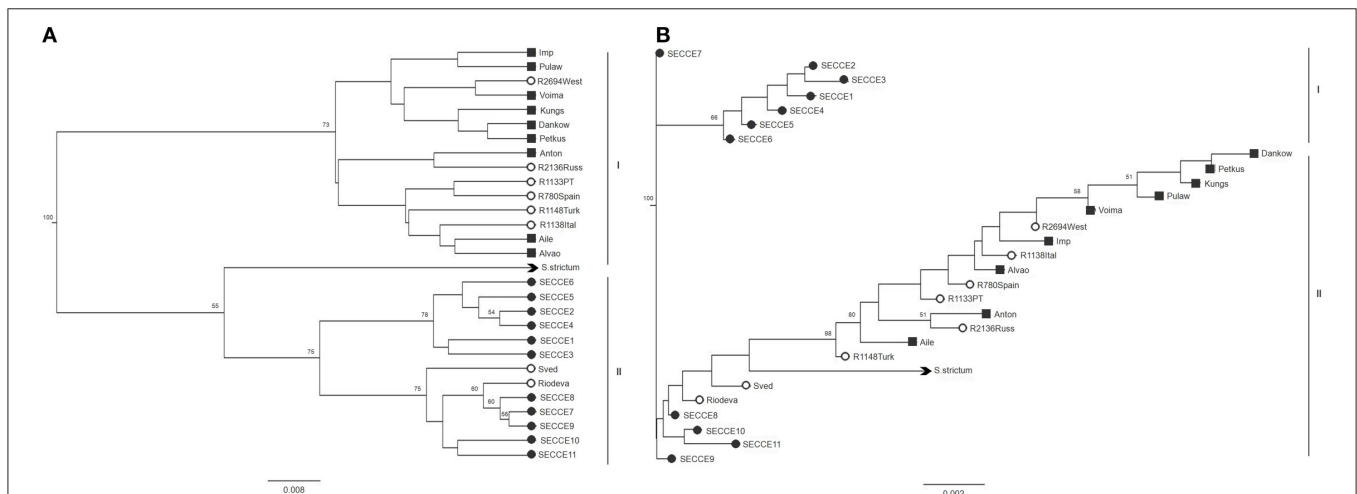 A
Imp
Pulaw
R2694West
Voima
Kungs
Dankow
Petkus
73
Anton
R2136Russ
I
R1133PT
R780Spain
R1148Turk
100
R1138Ital
Aile
Alvao
S.strictum
SECCE6
55
SECCE5
SECCE2
78
54
SECCE4
SECCE1
75
SECCE3
Sved
II
75
60
Riodeva
60
SECCE8
56
SECCE7
SECCE9
SECCE10
SECCE11
0.008
B
SECCE7
SECCE2
SECCE3
I
SECCE1
SECCE4
66
SECCE5
SECCE6
Dankow
Petkus
51
Kungs
58
Pulaw
100
Voima
R2694West
Imp
R1138Ital
Alvao
R780Spain
II
R1133PT
80
51
Anton
98
R2136Russ
Aile
R1148Turk
S.strictum
Sved
Riodeva
SECCE8
SECCE10
SECCE11
SECCE9
0.002